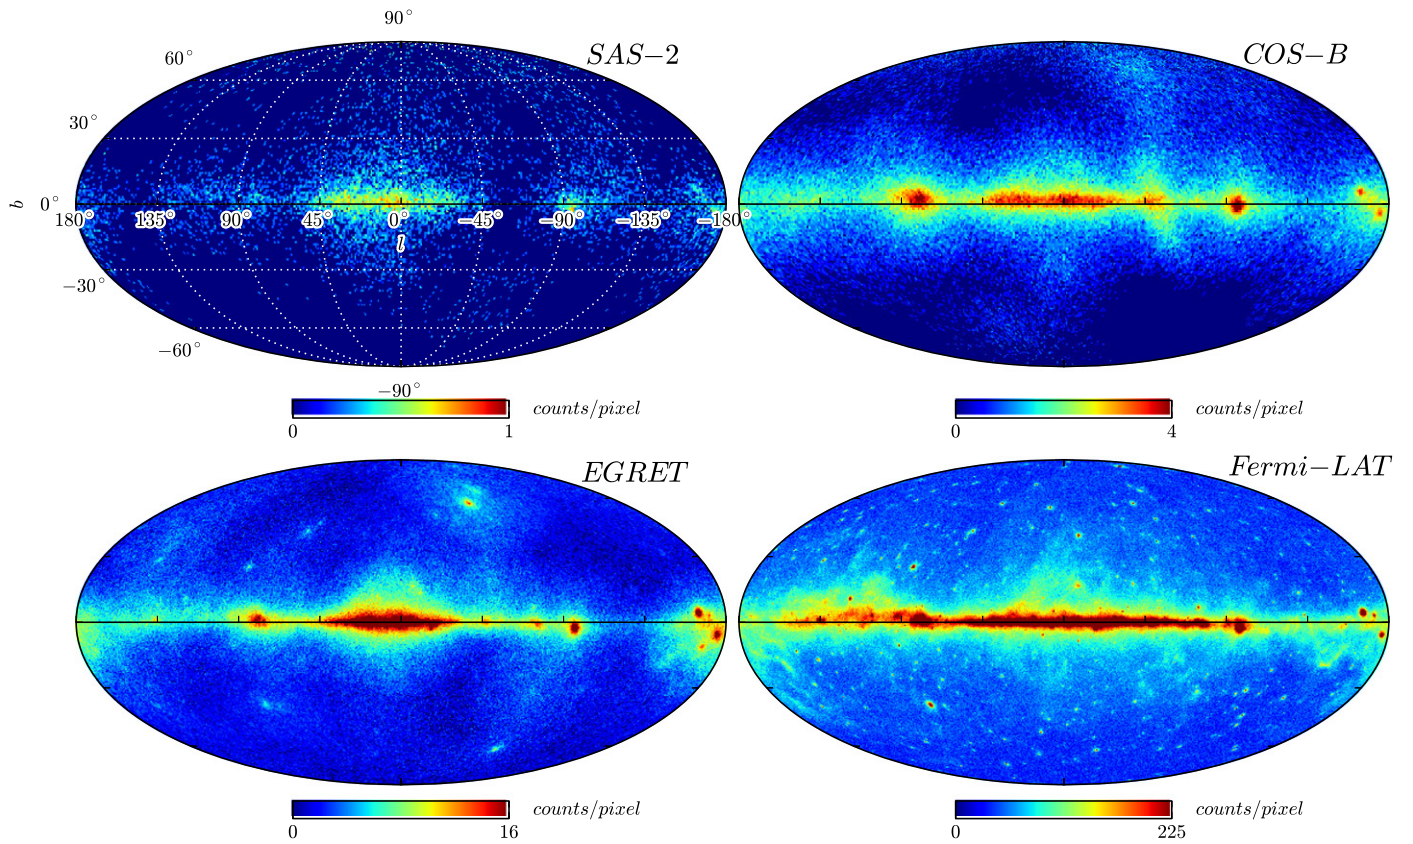 90°
SAS−2
COS−B
60°
30°
b
0°
180° 135° 90° 45° 0° −45° −90° −135° −180°
l
−30°
−60°
−90°
counts/pixel
counts/pixel
0 1
0 4
EGRET
Fermi−LAT
counts/pixel
counts/pixel
0 16
0 225